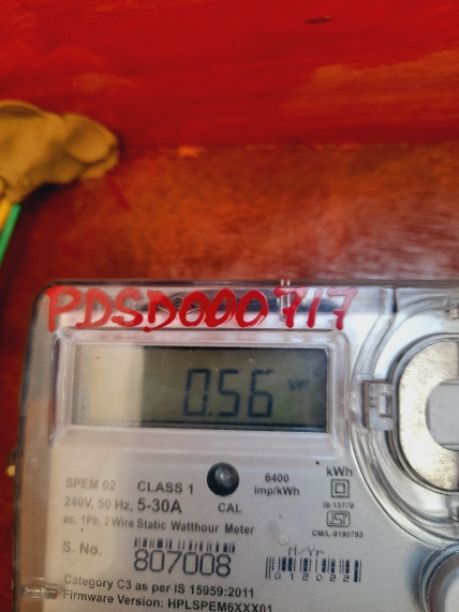 PDSD000717
0.56 kW
SPEM 02 CLASS 1 6400 imp/kWh kWh
240V, 50 Hz, 5-30A CAL IS:13779
ac, 1Ph, 2 Wire Static Watthour Meter CM/L-9190783
S. No. 807008 M/Yr 012022
Category C3 as per IS 15959:2011
Firmware Version: HPLSPEM6XXX01